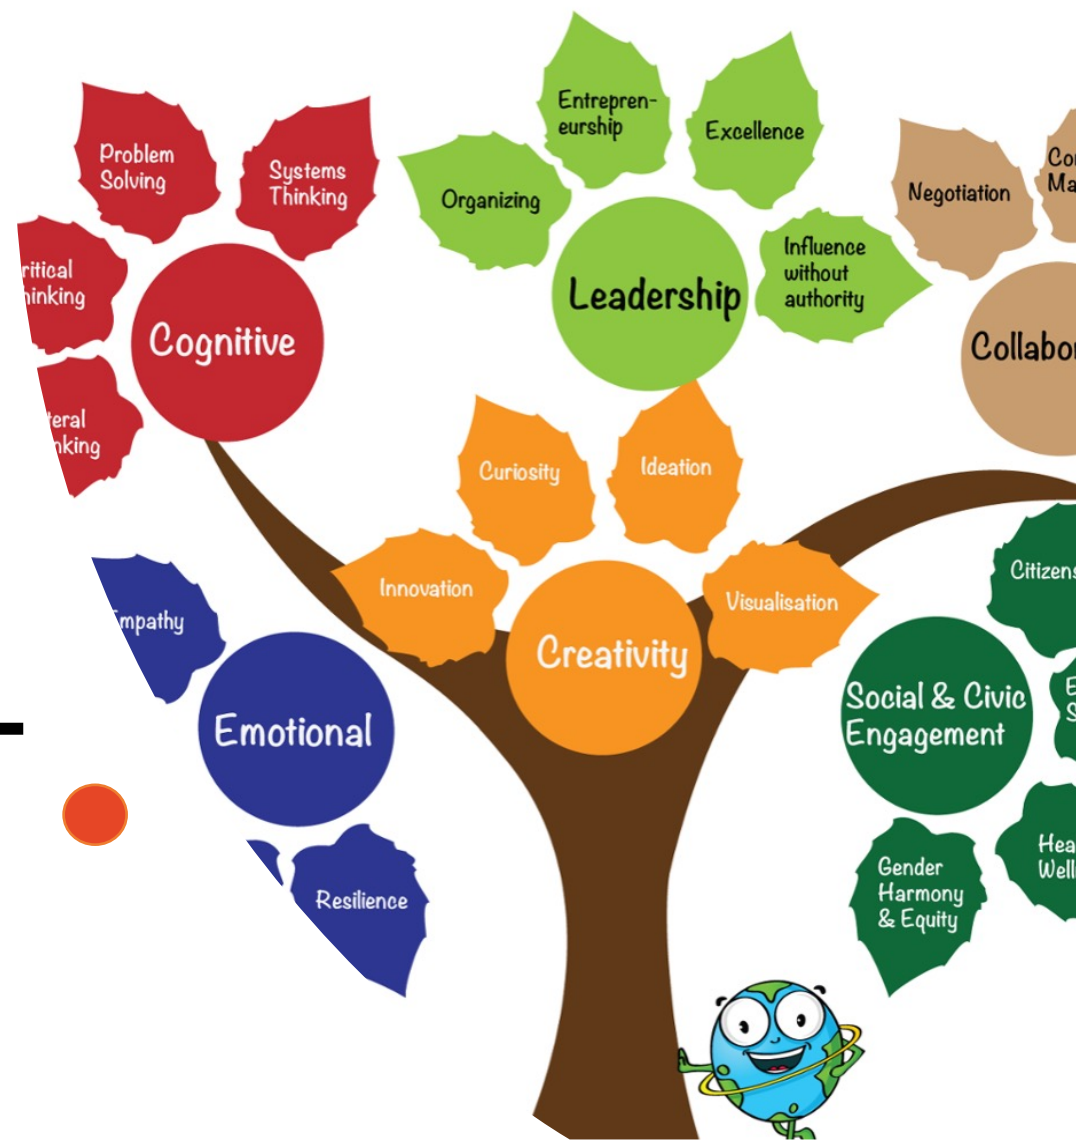 Problem
Solving
Systems
Thinking
Cognitive
Organizing
Entrepren-
eurship
Excellence
Influence
without
authority
Leadership
Negotiation
Curiosity
Ideation
Innovation
Visualisation
Creativity
Emotional
Resilience
Social & Civic
Engagement
Gender
Harmony
& Equity